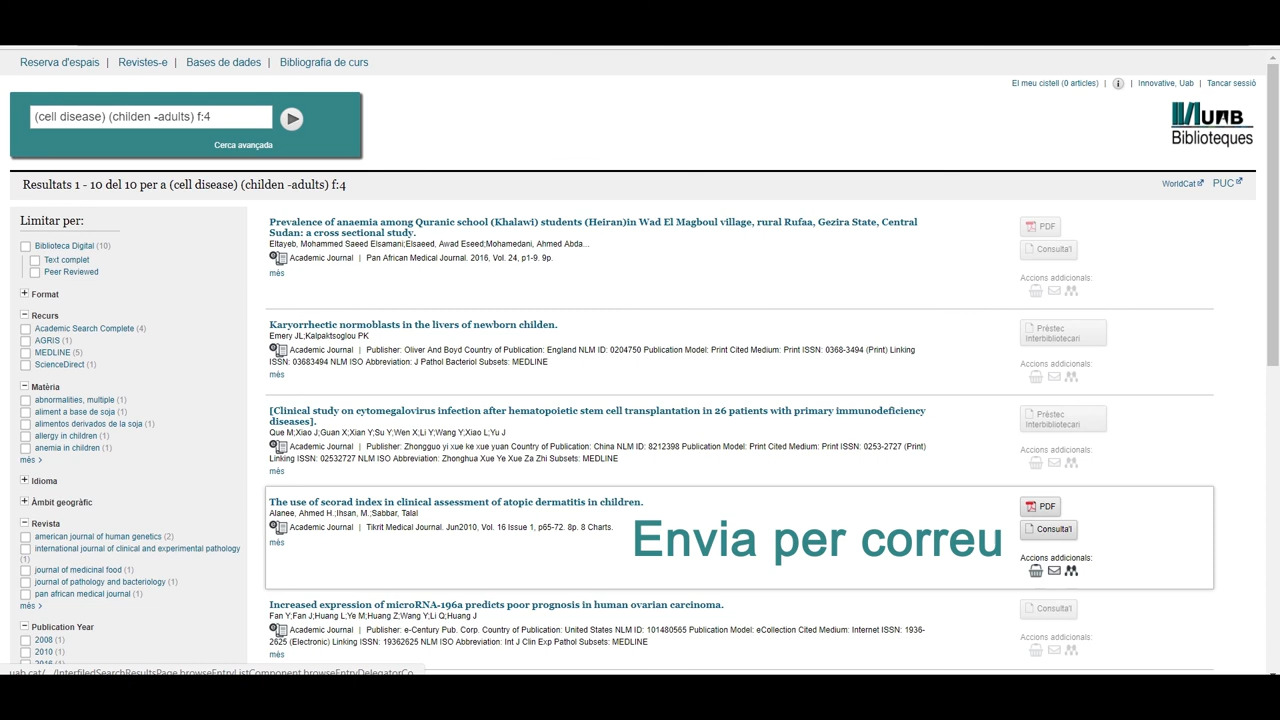 Reserva d'espais | Revistes-e | Bases de dades | Bibliografia de curs
El meu cistell (0 articles) | i | Innovative, Uab | Tancar sessió
(cell disease) (childen -adults) f:4
Cerca avançada
UAB
Biblioteques
Resultats 1 - 10 del 10 per a (cell disease) (childen -adults) f:4
WorldCat
PUC
Limitar per:
Biblioteca Digital (10)
Text complet
Peer Reviewed
Format
Recurs
Academic Search Complete (4)
AGRIS (1)
MEDLINE (5)
ScienceDirect (1)
Matèria
abnormalities, multiple (1)
aliment a base de soja (1)
alimentos derivados de la soja (1)
allergy in children (1)
anemia in children (1)
més >
Idioma
Àmbit geogràfic
Revista
american journal of human genetics (2)
international journal of clinical and experimental pathology
(1)
journal of medicinal food (1)
journal of pathology and bacteriology (1)
pan african medical journal (1)
més >
Publication Year
2008 (1)
2010 (1)
2016 (1)
Prevalence of anaemia among Quranic school (Khalawi) students (Heiran)in Wad El Magboul village, rural Rufaa, Gezira State, Central
Sudan: a cross sectional study.
Eltayeb, Mohammed Saeed Elsamani;Elsaeed, Awad Eseed;Mohamedani, Ahmed Abda...
Academic Journal | Pan African Medical Journal. 2016, Vol. 24, p1-9. 9p.
més
PDF
Consulta'l
Accions addicionals:
Karyorrhectic normoblasts in the livers of newborn childen.
Emery JL;Kalpaktsoglou PK
Academic Journal | Publisher: Oliver And Boyd Country of Publication: England NLM ID: 0204750 Publication Model: Print Cited Medium: Print ISSN: 0368-3494 (Print) Linking
ISSN: 03683494 NLM ISO Abbreviation: J Pathol Bacteriol Subsets: MEDLINE
més
Prèstec
Interbibliotecari
Accions addicionals:
[Clinical study on cytomegalovirus infection after hematopoietic stem cell transplantation in 26 patients with primary immunodeficiency
diseases].
Que M;Xiao J;Guan X;Xian Y;Su Y;Wen X;Li Y;Wang Y;Xiao L;Yu J
Academic Journal | Publisher: Zhongguo yi xue ke xue yuan Country of Publication: China NLM ID: 8212398 Publication Model: Print Cited Medium: Print ISSN: 0253-2727 (Print)
Linking ISSN: 02532727 NLM ISO Abbreviation: Zhonghua Xue Ye Xue Za Zhi Subsets: MEDLINE
més
Prèstec
Interbibliotecari
Accions addicionals:
The use of scorad index in clinical assessment of atopic dermatitis in children.
Alanee, Ahmed H.;Ihsan, M.;Sabbar, Talal
Academic Journal | Tikrit Medical Journal. Jun2010, Vol. 16 Issue 1, p65-72. 8p. 8 Charts.
més
Envia per correu
PDF
Consulta'l
Accions addicionals:
Increased expression of microRNA-196a predicts poor prognosis in human ovarian carcinoma.
Fan Y;Fan J;Huang L;Ye M;Huang Z;Wang Y;Li Q;Huang J
Academic Journal | Publisher: e-Century Pub. Corp. Country of Publication: United States NLM ID: 101480565 Publication Model: eCollection Cited Medium: Internet ISSN: 1936-
2625 (Electronic) Linking ISSN: 19362625 NLM ISO Abbreviation: Int J Clin Exp Pathol Subsets: MEDLINE
més
Consulta'l
Accions addicionals:
uab.cat/.../InterfiledSearchResultsPage.browseEntryListComponent.browseEntryDelegatorCo...